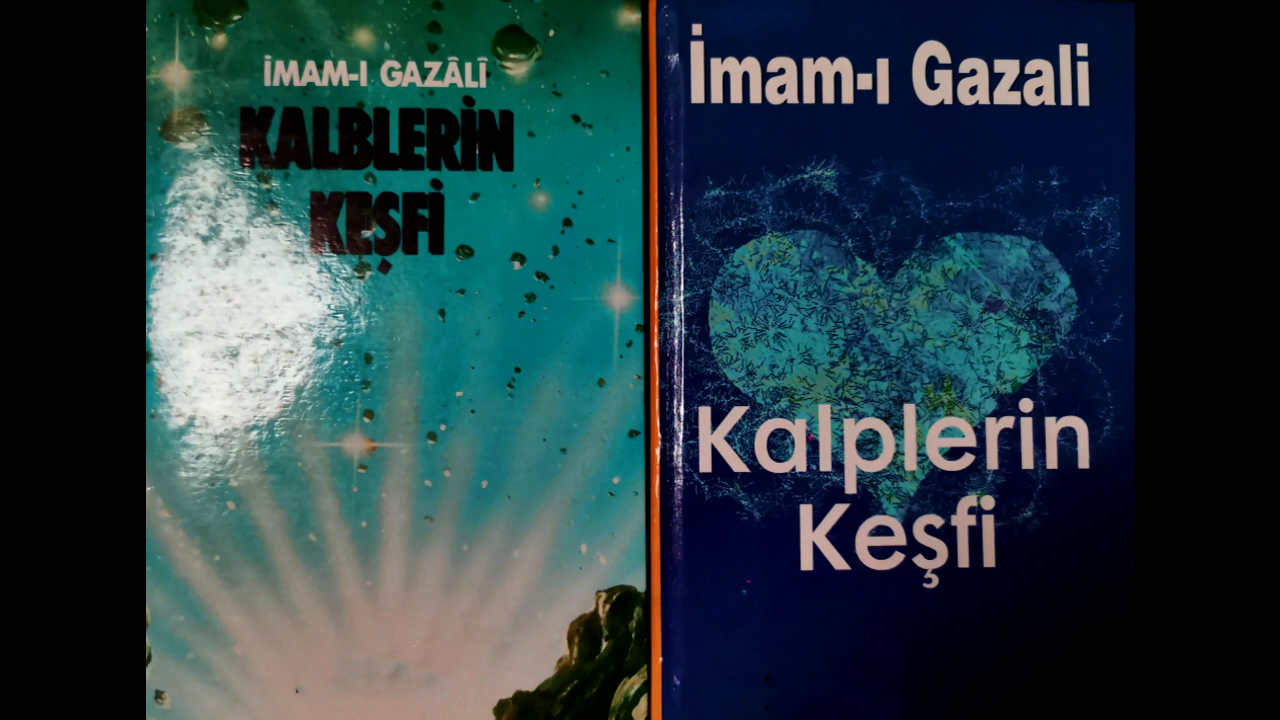 İMAM-I GAZÂLÎ
KALBLERİN
KEŞFİ
İmam-ı Gazali
Kalplerin
Keşfi